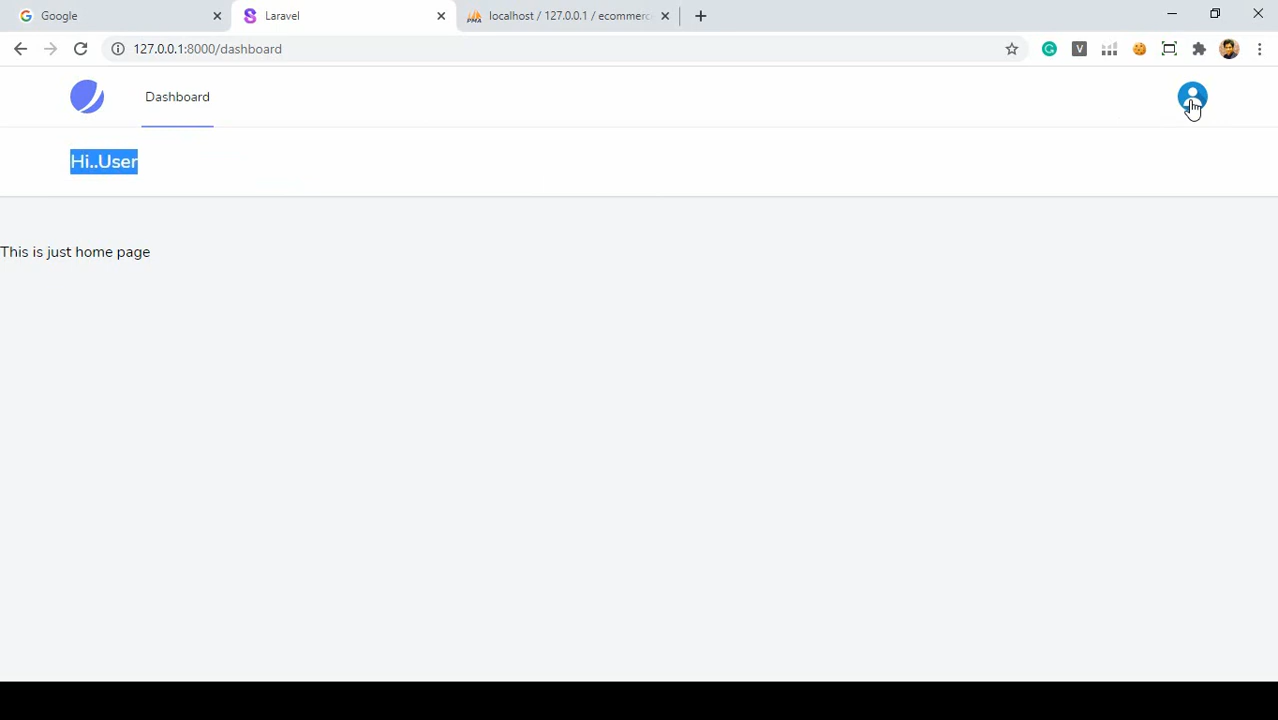 Google
Laravel
localhost / 127.0.0.1 / ecommerc
127.0.0.1:8000/dashboard
Dashboard
Hi..User
This is just home page